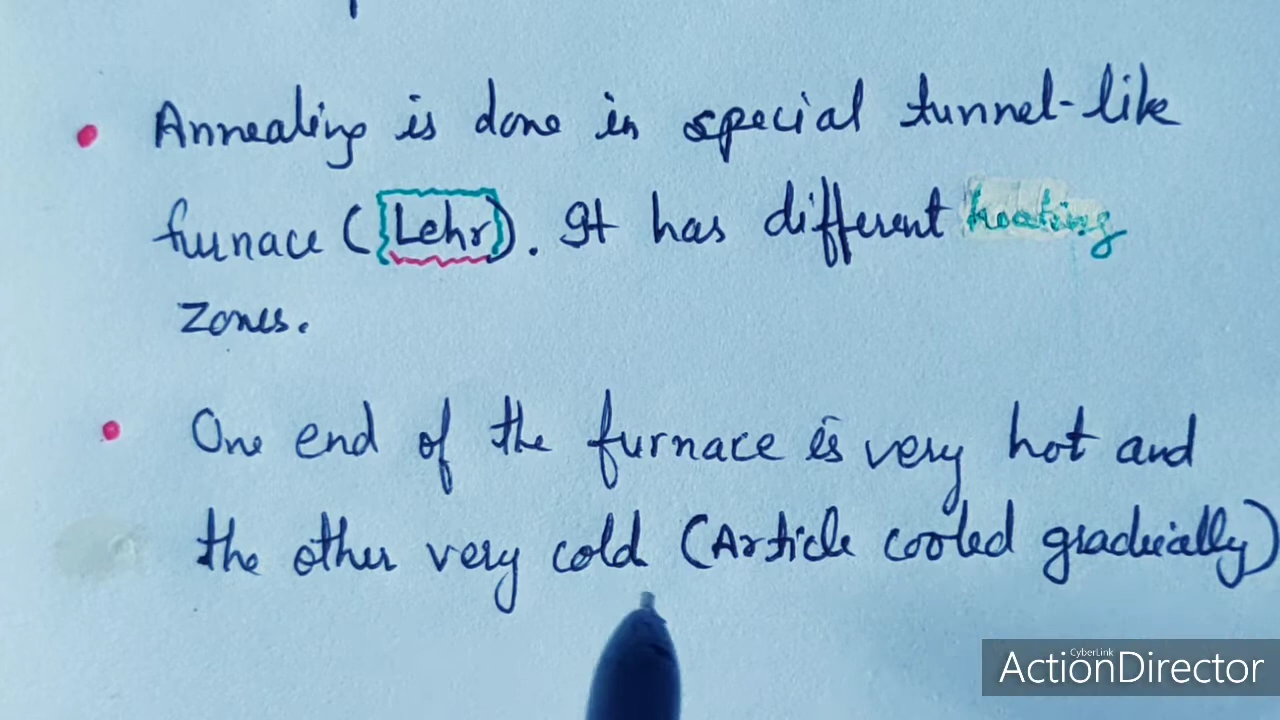 • Annealing is done in special tunnel-like
furnace (Lehr). It has different heating
zones.
• One end of the furnace is very hot and
the other very cold (Article cooled gradually)
CyberLink
ActionDirector